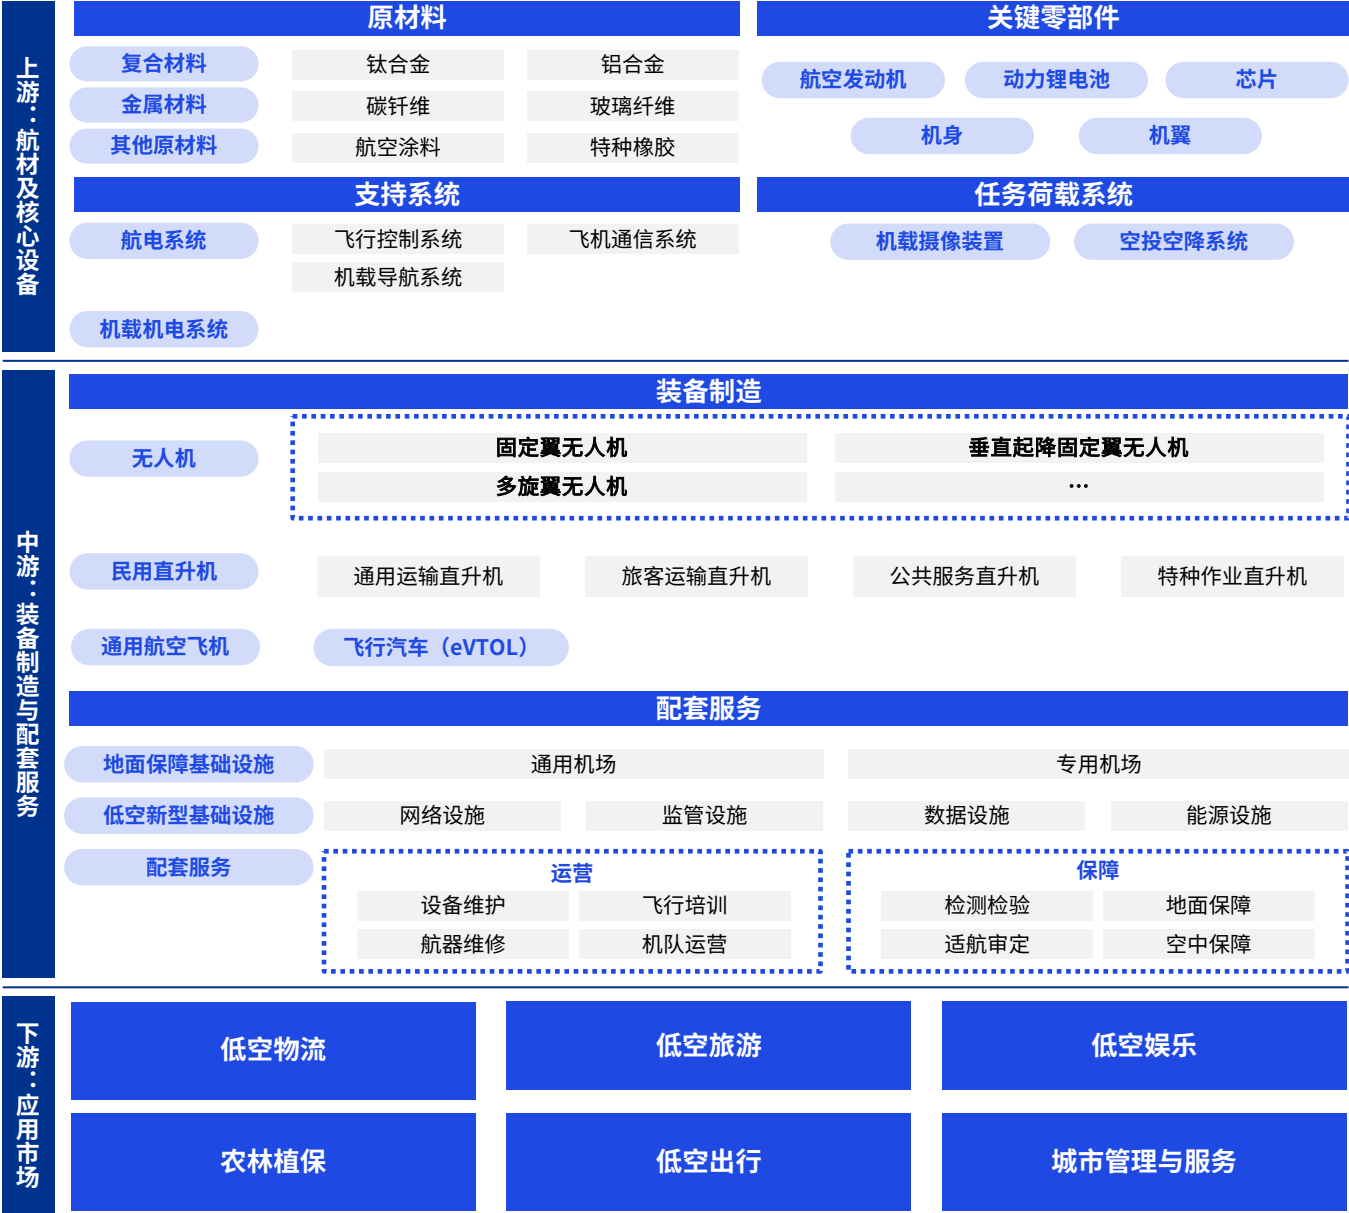 上游：航材及核心设备
原材料
关键零部件
复合材料
钛合金
铝合金
金属材料
碳钎维
玻璃纤维
其他原材料
航空涂料
特种橡胶
航空发动机
动力锂电池
芯片
机身
机翼
支持系统
任务荷载系统
航电系统
飞行控制系统
飞机通信系统
机载导航系统
机载机电系统
机载摄像装置
空投空降系统
中游：装备制造与配套服务
装备制造
无人机
固定翼无人机
垂直起降固定翼无人机
多旋翼无人机
…
民用直升机
通用运输直升机
旅客运输直升机
公共服务直升机
特种作业直升机
通用航空飞机
飞行汽车（eVTOL）
配套服务
地面保障基础设施
通用机场
专用机场
低空新型基础设施
网络设施
监管设施
数据设施
能源设施
配套服务
运营
设备维护
飞行培训
航器维修
机队运营
保障
检测检验
地面保障
适航审定
空中保障
下游：应用市场
低空物流
低空旅游
低空娱乐
农林植保
低空出行
城市管理与服务